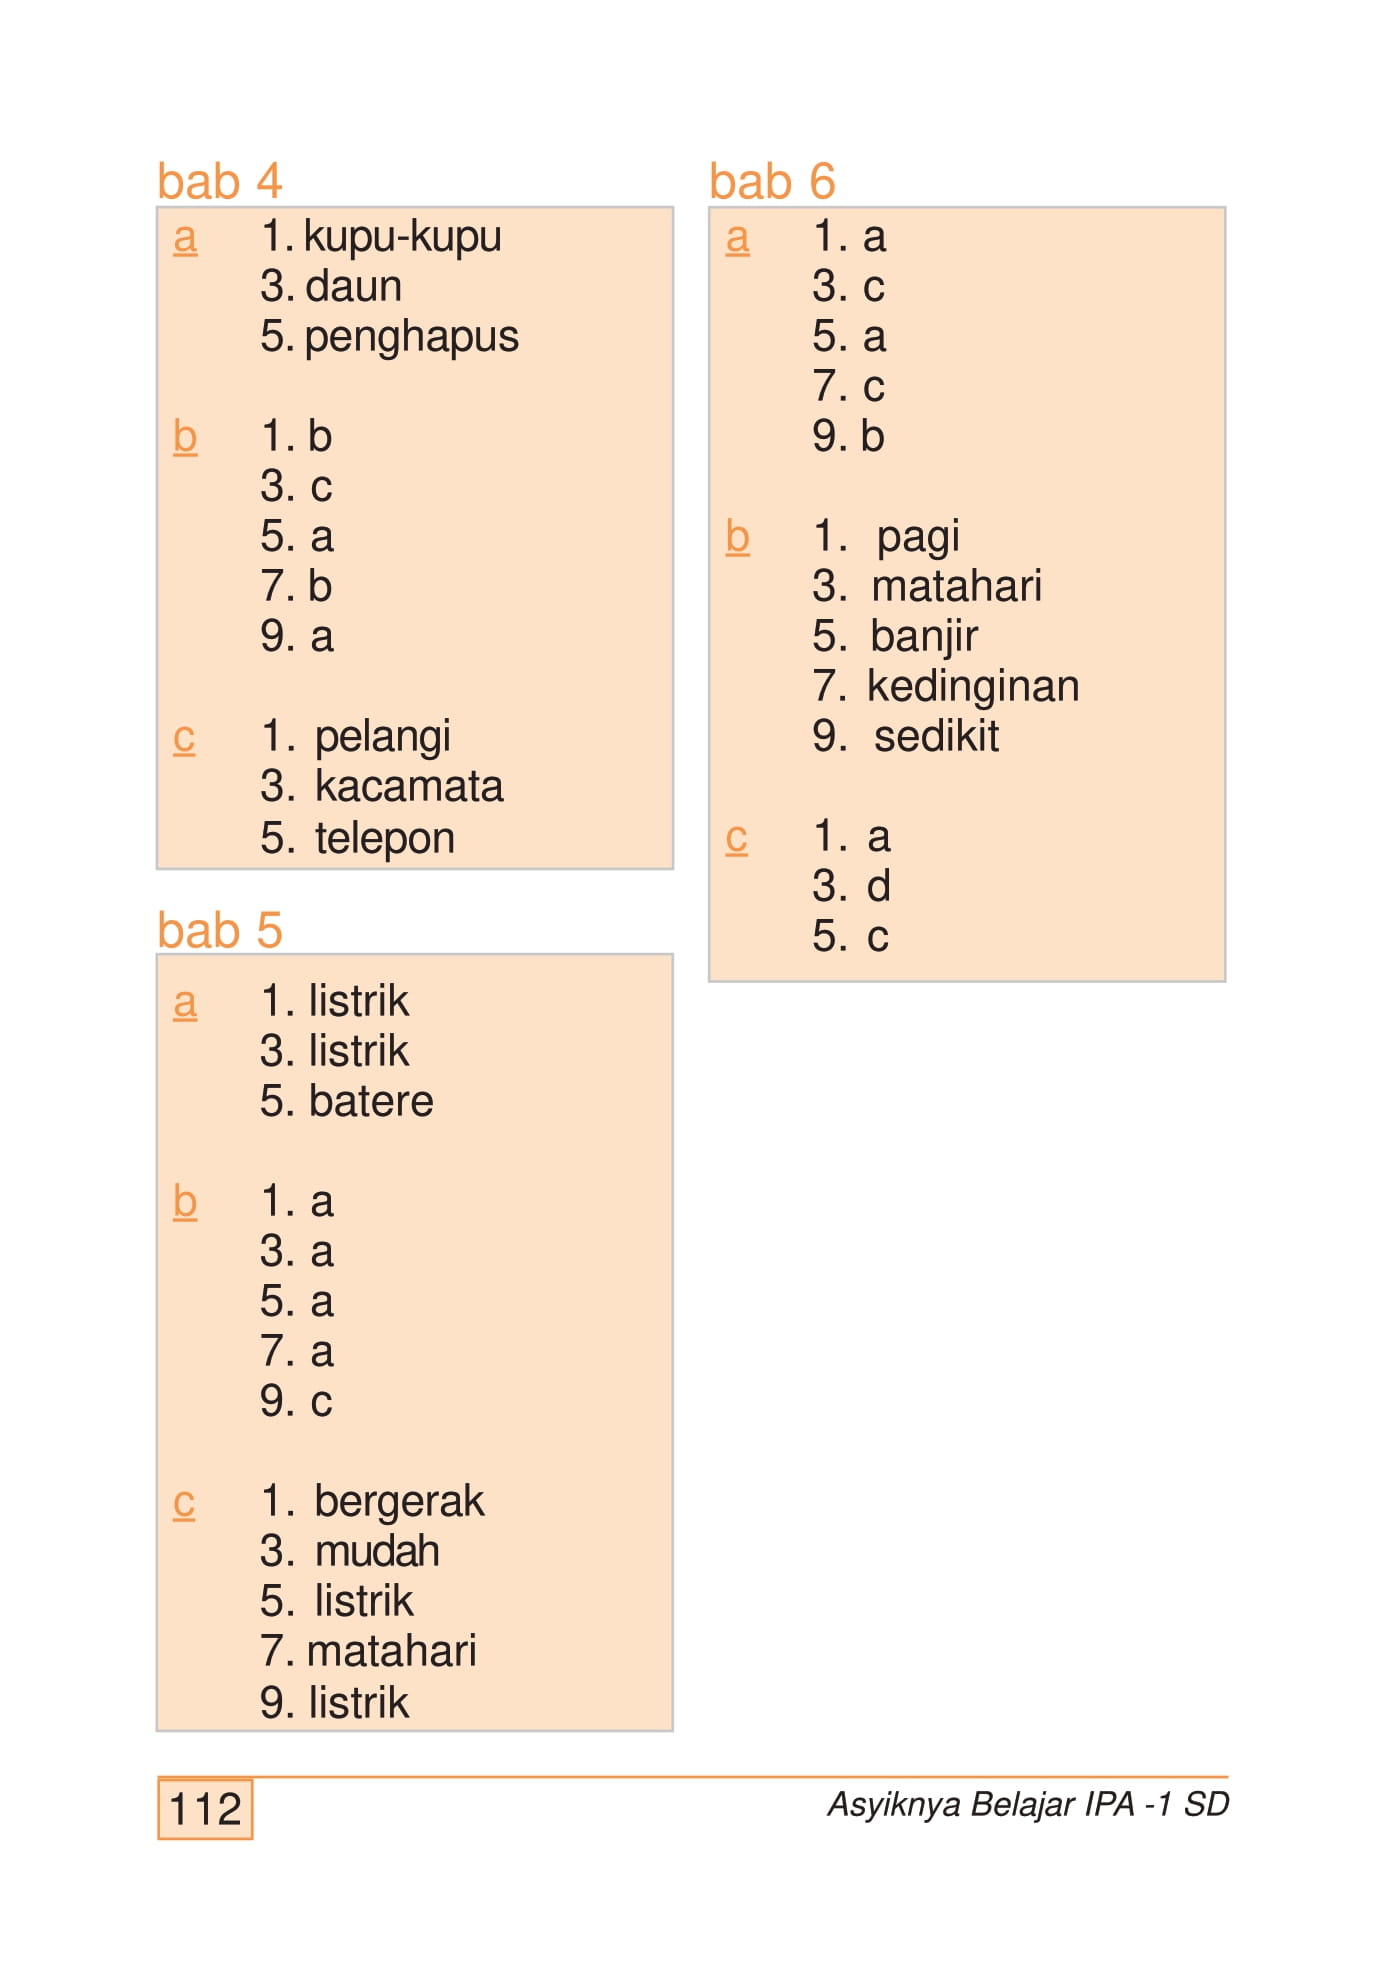 bab 4
a 1. kupu-kupu
3. daun
5. penghapus
b 1. b
3. c
5. a
7. b
9. a
c 1. pelangi
3. kacamata
5. telepon
bab 5
a 1. listrik
3. listrik
5. batere
b 1. a
3. a
5. a
7. a
9. c
c 1. bergerak
3. mudah
5. listrik
7. matahari
9. listrik
bab 6
a 1. a
3. c
5. a
7. c
9. b
b 1. pagi
3. matahari
5. banjir
7. kedinginan
9. sedikit
c 1. a
3. d
5. c
112
Asyiknya Belajar IPA -1 SD